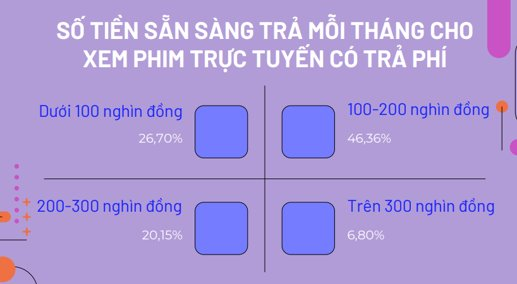 SỐ TIỀN SẴN SÀNG TRẢ MỖI THÁNG CHO
XEM PHIM TRỰC TUYẾN CÓ TRẢ PHÍ
Dưới 100 nghìn đồng
26,70%
100-200 nghìn đồng
46,36%
200-300 nghìn đồng
20,15%
Trên 300 nghìn đồng
6,80%